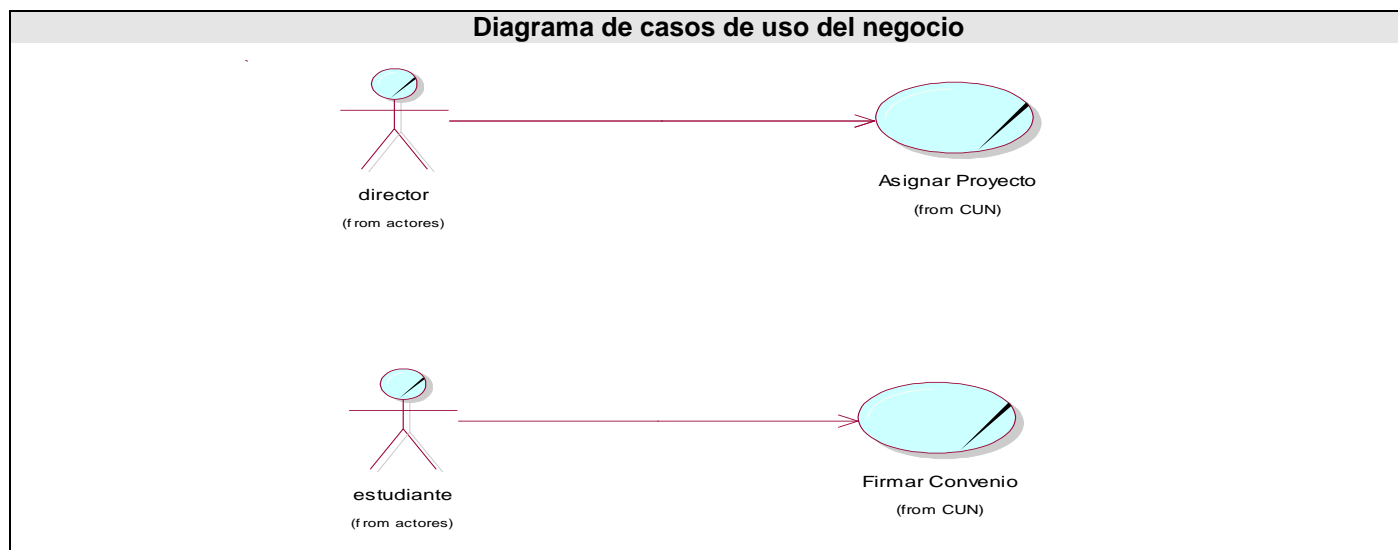 Diagrama de casos de uso del negocio
director
(from actores)
Asignar Proyecto
(from CUN)
estudiante
(from actores)
Firmar Convenio
(from CUN)